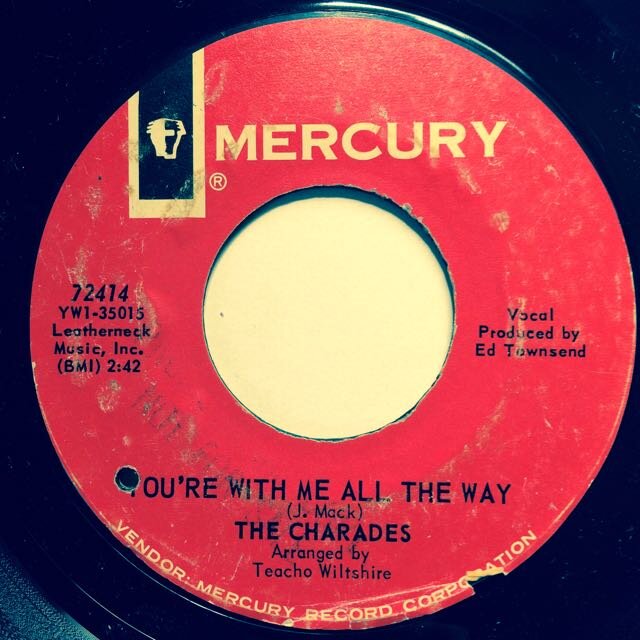 MERCURY
®
72414
YW1-35015
Leatherneck
Music, Inc.
(BMI) 2:42
Vocal
Produced by
Ed Townsend
YOU'RE WITH ME ALL THE WAY
(J. Mack)
THE CHARADES
Arranged by
Teacho Wiltshire
VENDOR: MERCURY RECORD CORPORATION